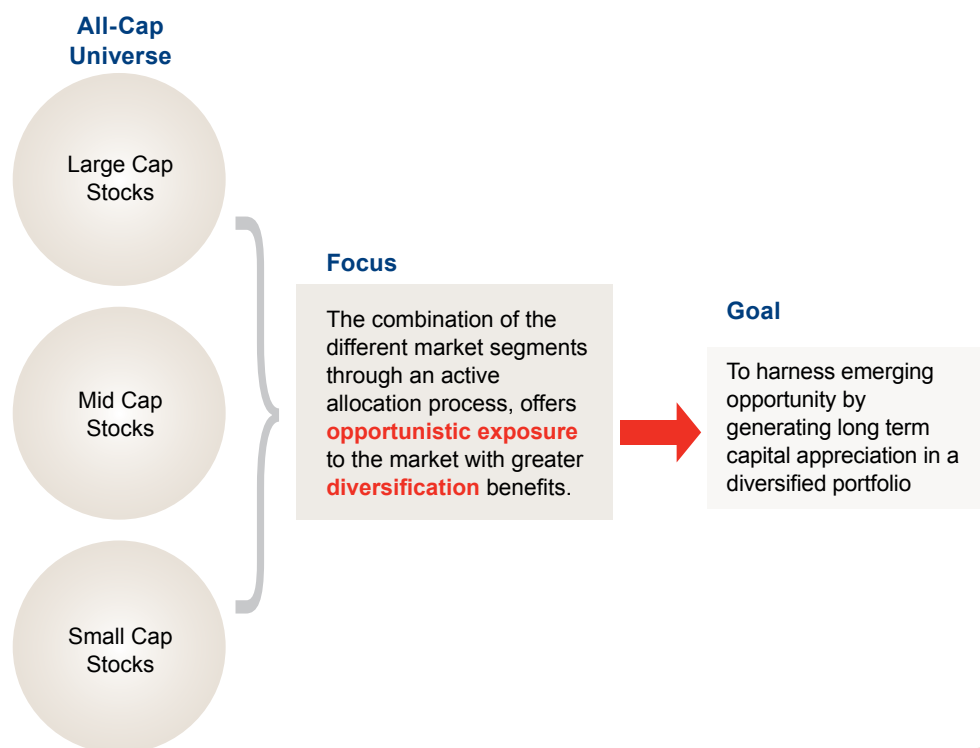 All-Cap
Universe
Large Cap
Stocks
Mid Cap
Stocks
Small Cap
Stocks
Focus
The combination of the
different market segments
through an active
allocation process, offers
opportunistic exposure
to the market with greater
diversification benefits.
Goal
To harness emerging
opportunity by
generating long term
capital appreciation in a
diversified portfolio